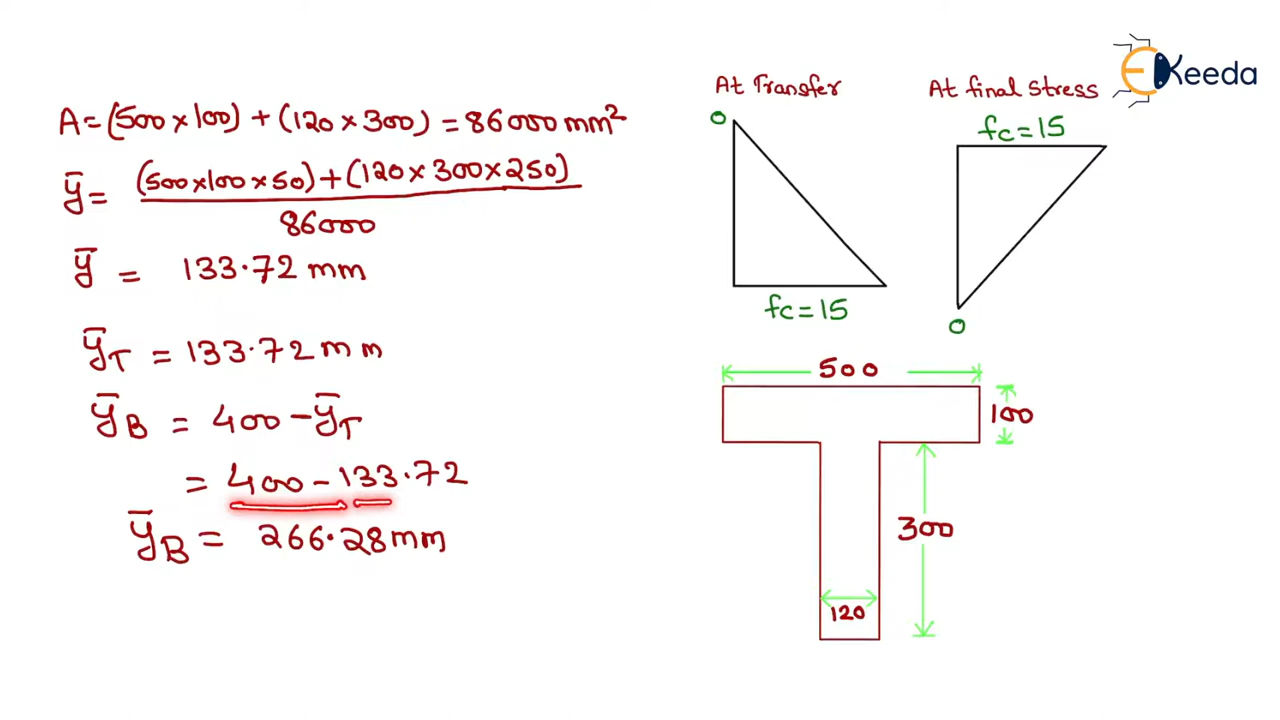 EKeeda
A = (500 x 100) + (120 x 300) = 86000 mm²
ȳ = (500 x 100 x 50) + (120 x 300 x 250)
86000
ȳ = 133.72 mm
ȳT = 133.72 mm
ȳB = 400 - ȳT
= 400 - 133.72
ȳB = 266.28 mm
At Transfer
0
fc = 15
At final stress
fc = 15
0
500
100
300
120